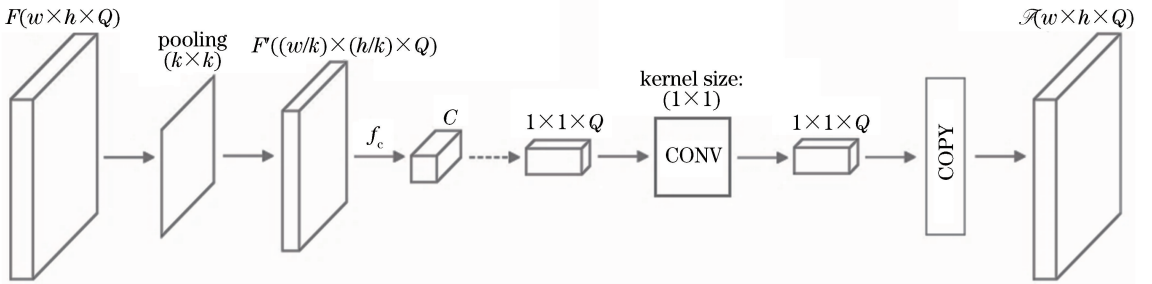 F(w×h×Q)
pooling
(k×k)
F′((w/k)×(h/k)×Q)
f_c
C
1×1×Q
kernel size:
(1×1)
CONV
1×1×Q
COPY
𝒜(w×h×Q)